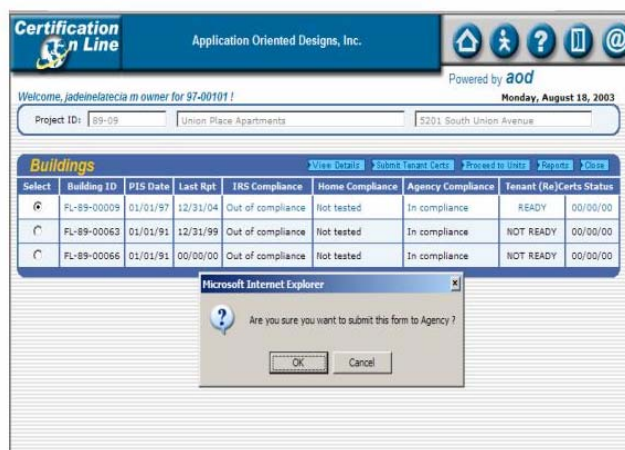 Certification
On Line
Application Oriented Designs, Inc.
Powered by aod
Welcome, jadeinelatecia m owner for 97-00101 !
Monday, August 18, 2003
Project ID: 89-09 Union Place Apartments 5201 South Union Avenue
Buildings View Details Submit Tenant Certs Proceed to Units Reports Close
Select Building ID PIS Date Last Rpt IRS Compliance Home Compliance Agency Compliance Tenant (Re)Certs Status
FL-89-00009 01/01/97 12/31/04 Out of compliance Not tested In compliance READY 00/00/00
FL-89-00063 01/01/91 12/31/99 Out of compliance Not tested In compliance NOT READY 00/00/00
FL-89-00066 01/01/91 00/00/00 Out of compliance Not tested In compliance NOT READY 00/00/00
Microsoft Internet Explorer x
Are you sure you want to submit this form to Agency ?
OK Cancel